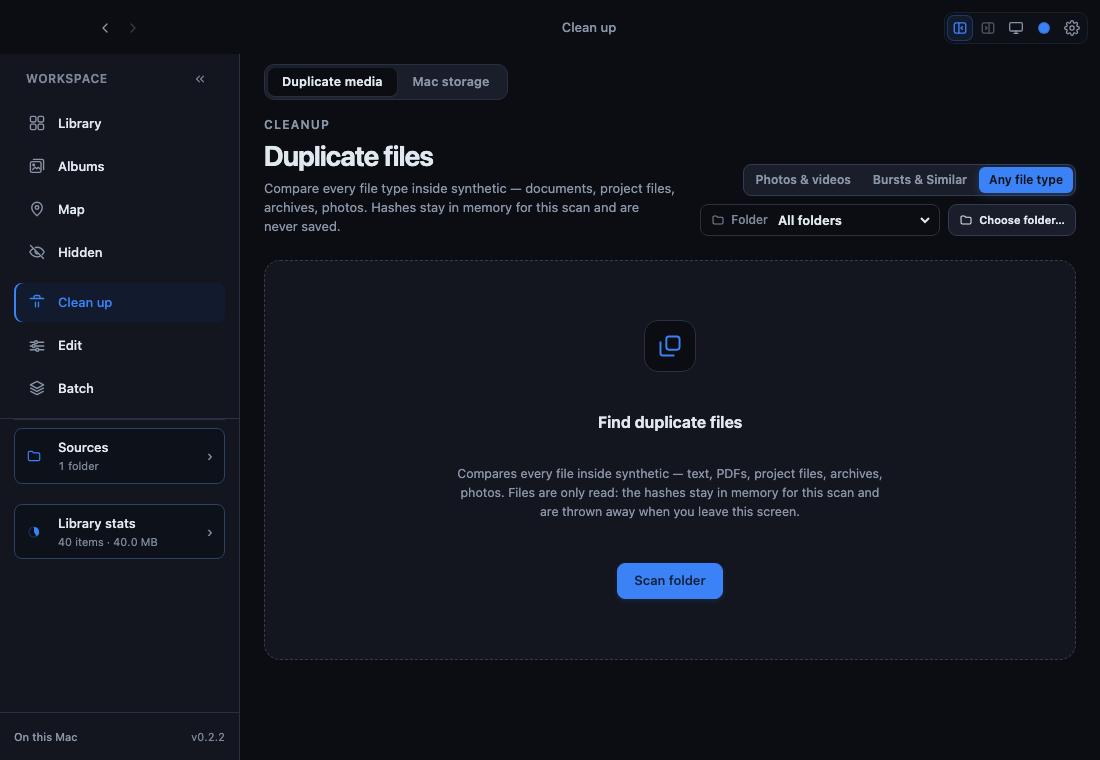 Clean up
WORKSPACE
Library
Albums
Map
Hidden
Clean up
Edit
Batch
Sources
1 folder
Library stats
40 items · 40.0 MB
On this Mac
v0.2.2
Duplicate media
Mac storage
CLEANUP
Duplicate files
Compare every file type inside synthetic — documents, project files,
archives, photos. Hashes stay in memory for this scan and are
never saved.
Photos & videos
Bursts & Similar
Any file type
Folder All folders
Choose folder...
Find duplicate files
Compares every file inside synthetic — text, PDFs, project files, archives,
photos. Files are only read: the hashes stay in memory for this scan and
are thrown away when you leave this screen.
Scan folder